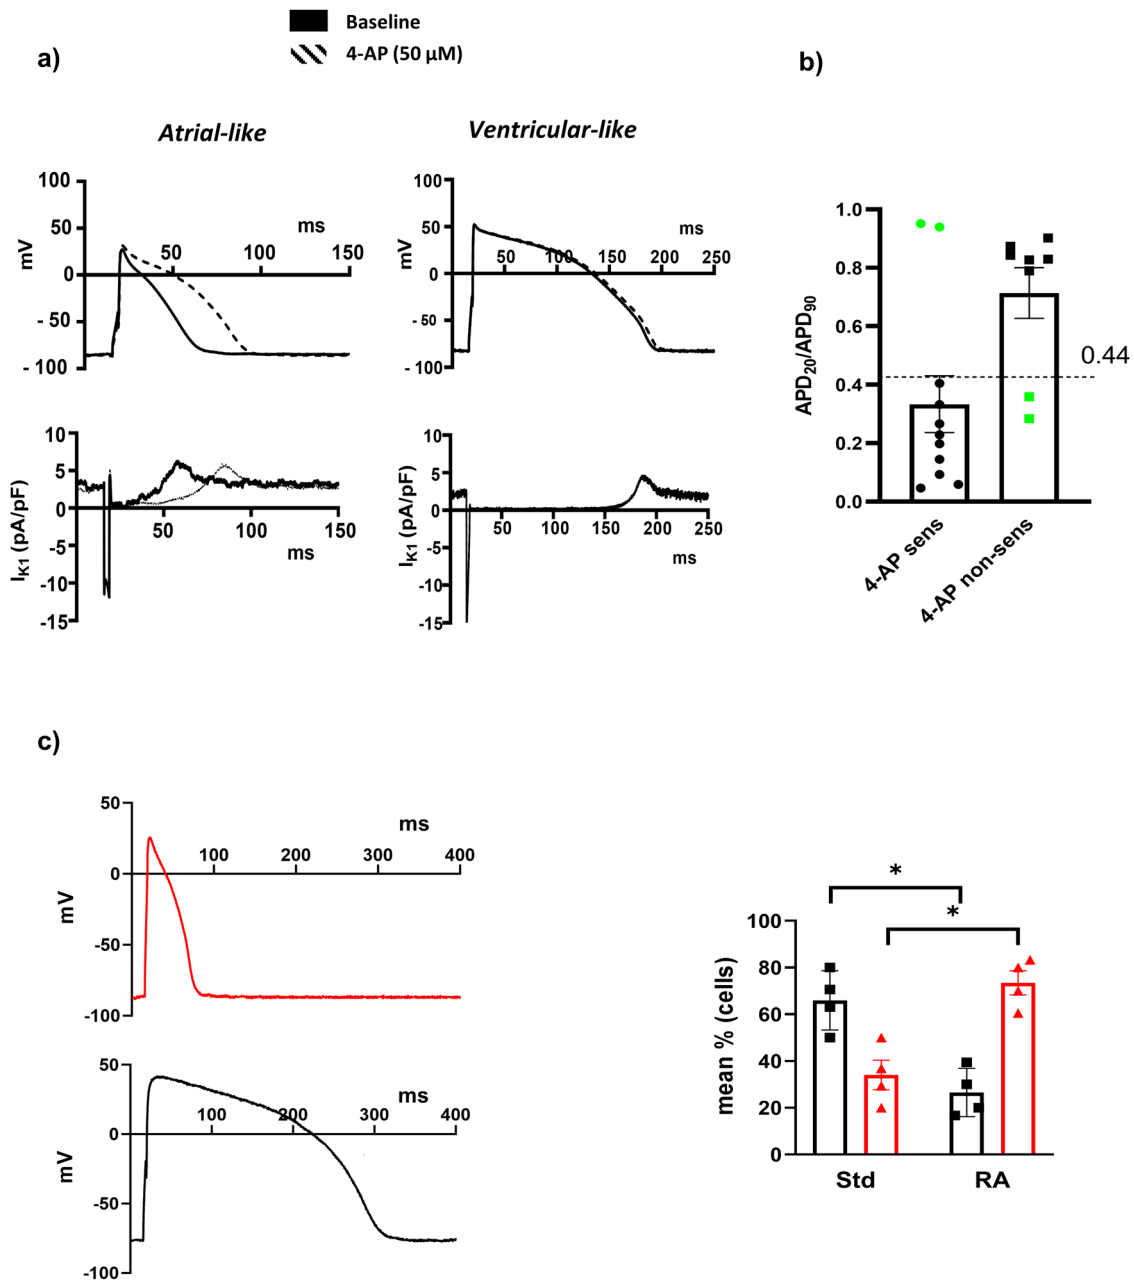 Baseline
4-AP (50 µM)
a)
b)
Atrial-like
Ventricular-like
100
50
0
- 50
- 100
mV
ms
50
100
150
100
50
0
-50
- 100
mV
ms
50
100
150
200
250
10
5
0
-5
-10
-15
IK1 (pA/pF)
50
100
150
ms
10
5
0
-5
-10
-15
IK1 (pA/pF)
50
100
150
200
250
ms
1.0
0.8
0.6
0.4
0.2
0.0
APD20/APD90
0.44
4-AP sens
4-AP non-sens
c)
50
0
-50
-100
mV
ms
100
200
300
400
50
0
-50
-100
mV
ms
100
200
300
400
*
*
100
80
60
40
20
0
mean % (cells)
Std
RA